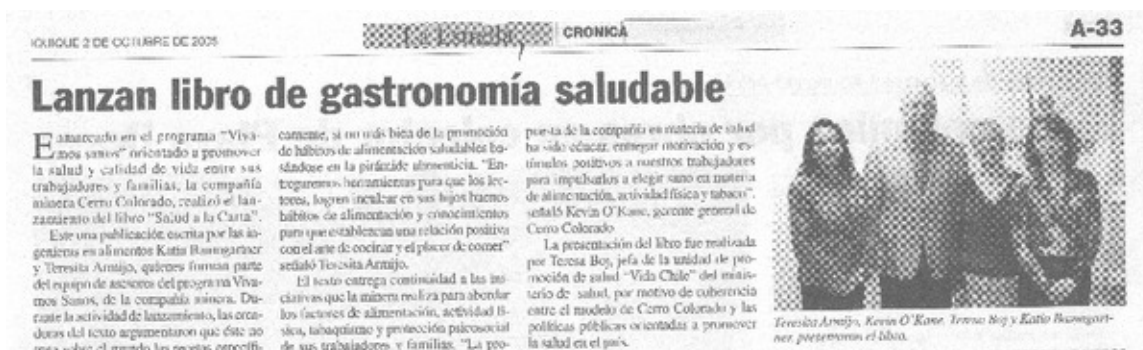 IQUIQUE 2 DE OCTUBRE DE 2005
La Estrella
CRONICA
A-33
Lanzan libro de gastronomía saludable
Enmarcado en el programa "Viva-
mos sanos" orientado a promover
la salud y calidad de vida entre sus
trabajadores y familias, la compañía
minera Cerro Colorado, realizó el lan-
zamiento del libro "Salud a la Carta".
Este una publicación escrita por las in-
genieras en alimentos Katia Baumgartner
y Teresita Armijo, quienes forman parte
del equipo de asesores del programa Viva-
mos Sanos, de la compañía minera. Du-
rante la actividad de lanzamiento, las crea-
doras del texto argumentaron que éste no
camente, si no más bien de la promoción
de hábitos de alimentación saludables ba-
sándose en la pirámide alimenticia. "En-
tregaremos herramientas para que los lec-
tores, logren inculcar en sus hijos buenos
hábitos de alimentación y conocimientos
para que establezcan una relación positiva
con el arte de cocinar y el placer de comer"
señaló Teresita Armijo.
El texto entrega continuidad a las ini-
ciativas que la minera realiza para abordar
los factores de alimentación, actividad fí-
sica, tabaquismo y protección psicosocial
de sus trabajadores y familias. "La pro-
puesta de la compañía en materia de salud
ha sido educar, entregar motivación y es-
tímulos positivos a nuestros trabajadores
para impulsarlos a elegir sano en materia
de alimentación, actividad física y tabaco",
señaló Kevin O'Kane, gerente general de
Cerro Colorado
La presentación del libro fue realizada
por Teresa Boj, jefa de la unidad de pro-
moción de salud "Vida Chile" del minis-
terio de salud, por motivo de coherencia
entre el modelo de Cerro Colorado y las
políticas públicas orientadas a promover
la salud en el país.
Teresita Armijo, Kevin O'Kane, Teresa Boj y Katia Baumgart-
ner, presentaron el libro.